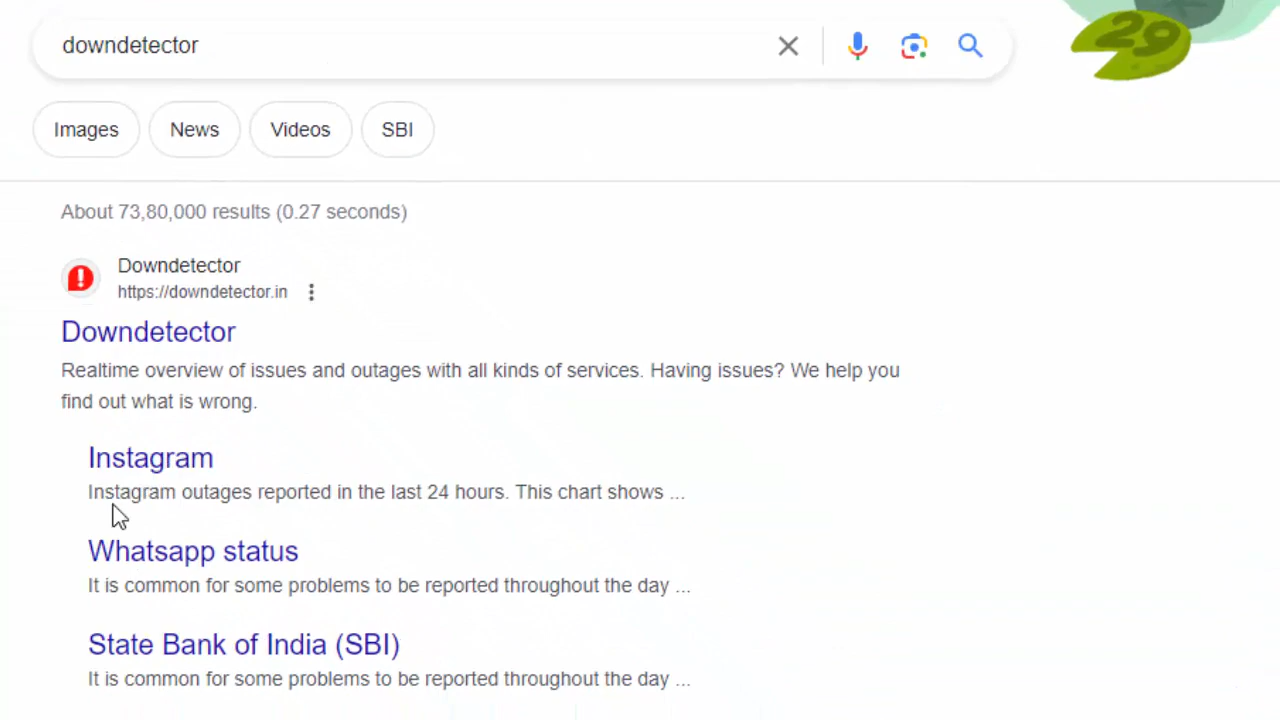 downdetector
29
Images News Videos SBI
About 73,80,000 results (0.27 seconds)
Downdetector
https://downdetector.in
Downdetector
Realtime overview of issues and outages with all kinds of services. Having issues? We help you
find out what is wrong.
Instagram
Instagram outages reported in the last 24 hours. This chart shows ...
Whatsapp status
It is common for some problems to be reported throughout the day ...
State Bank of India (SBI)
It is common for some problems to be reported throughout the day ...